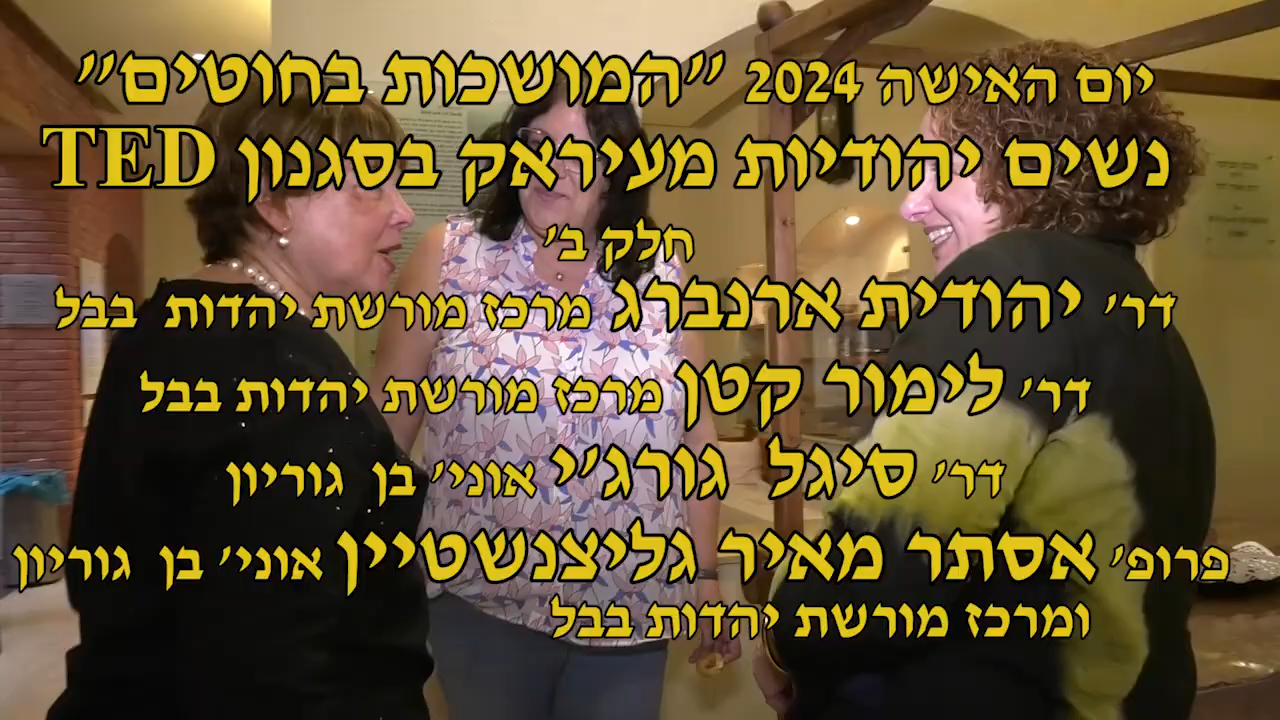 יום האישה 2024 "המושכות בחוטים"
נשים יהודיות מעיראק בסגנון TED
חלק ב'
דר' יהודית ארנברג מרכז מורשת יהדות בבל
דר' לימור קטן מרכז מורשת יהדות בבל
דר' סיגל גורג'י אוני' בן גוריון
פרופ' אסתר מאיר גליצנשטיין אוני' בן גוריון
ומרכז מורשת יהדות בבל